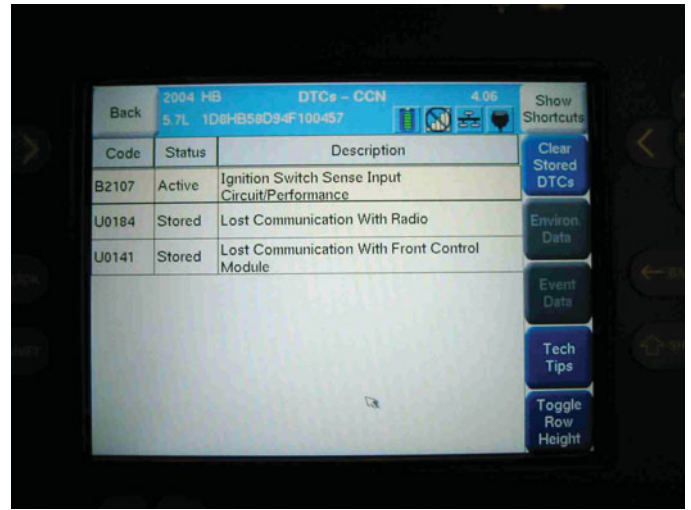 Back
2004 HB
DTCs – CCN
4.06
Show
Shortcuts
5.7L 1D8HB58D94F100457
Code
Status
Description
Clear
Stored
DTCs
B2107
Active
Ignition Switch Sense Input
Circuit/Performance
U0184
Stored
Lost Communication With Radio
Environ.
Data
U0141
Stored
Lost Communication With Front Control
Module
Event
Data
Tech
Tips
Toggle
Row
Height